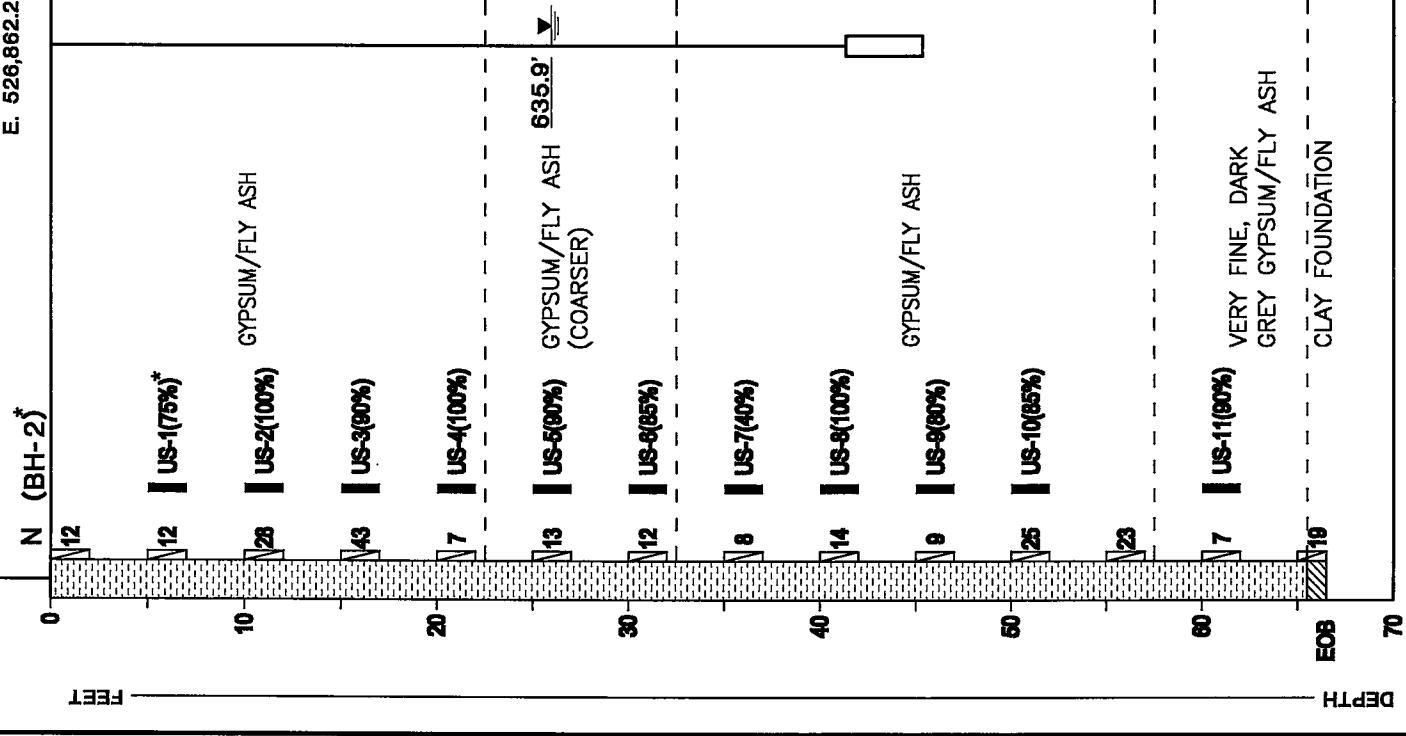 E. 526,862.2
N (BH-2)*
12
12
US-1(75%)*
28
US-2(100%)
GYPSUM/FLY ASH
43
US-3(90%)
7
US-4(100%)
13
US-5(90%)
GYPSUM/FLY ASH
(COARSER)
635.9'
12
US-6(85%)
8
US-7(40%)
14
US-8(100%)
GYPSUM/FLY ASH
9
US-9(80%)
25
US-10(85%)
23
7
US-11(90%)
VERY FINE, DARK
GREY GYPSUM/FLY ASH
19
CLAY FOUNDATION
0
10
20
30
40
50
60
EOB
70
DEPTH
FEET